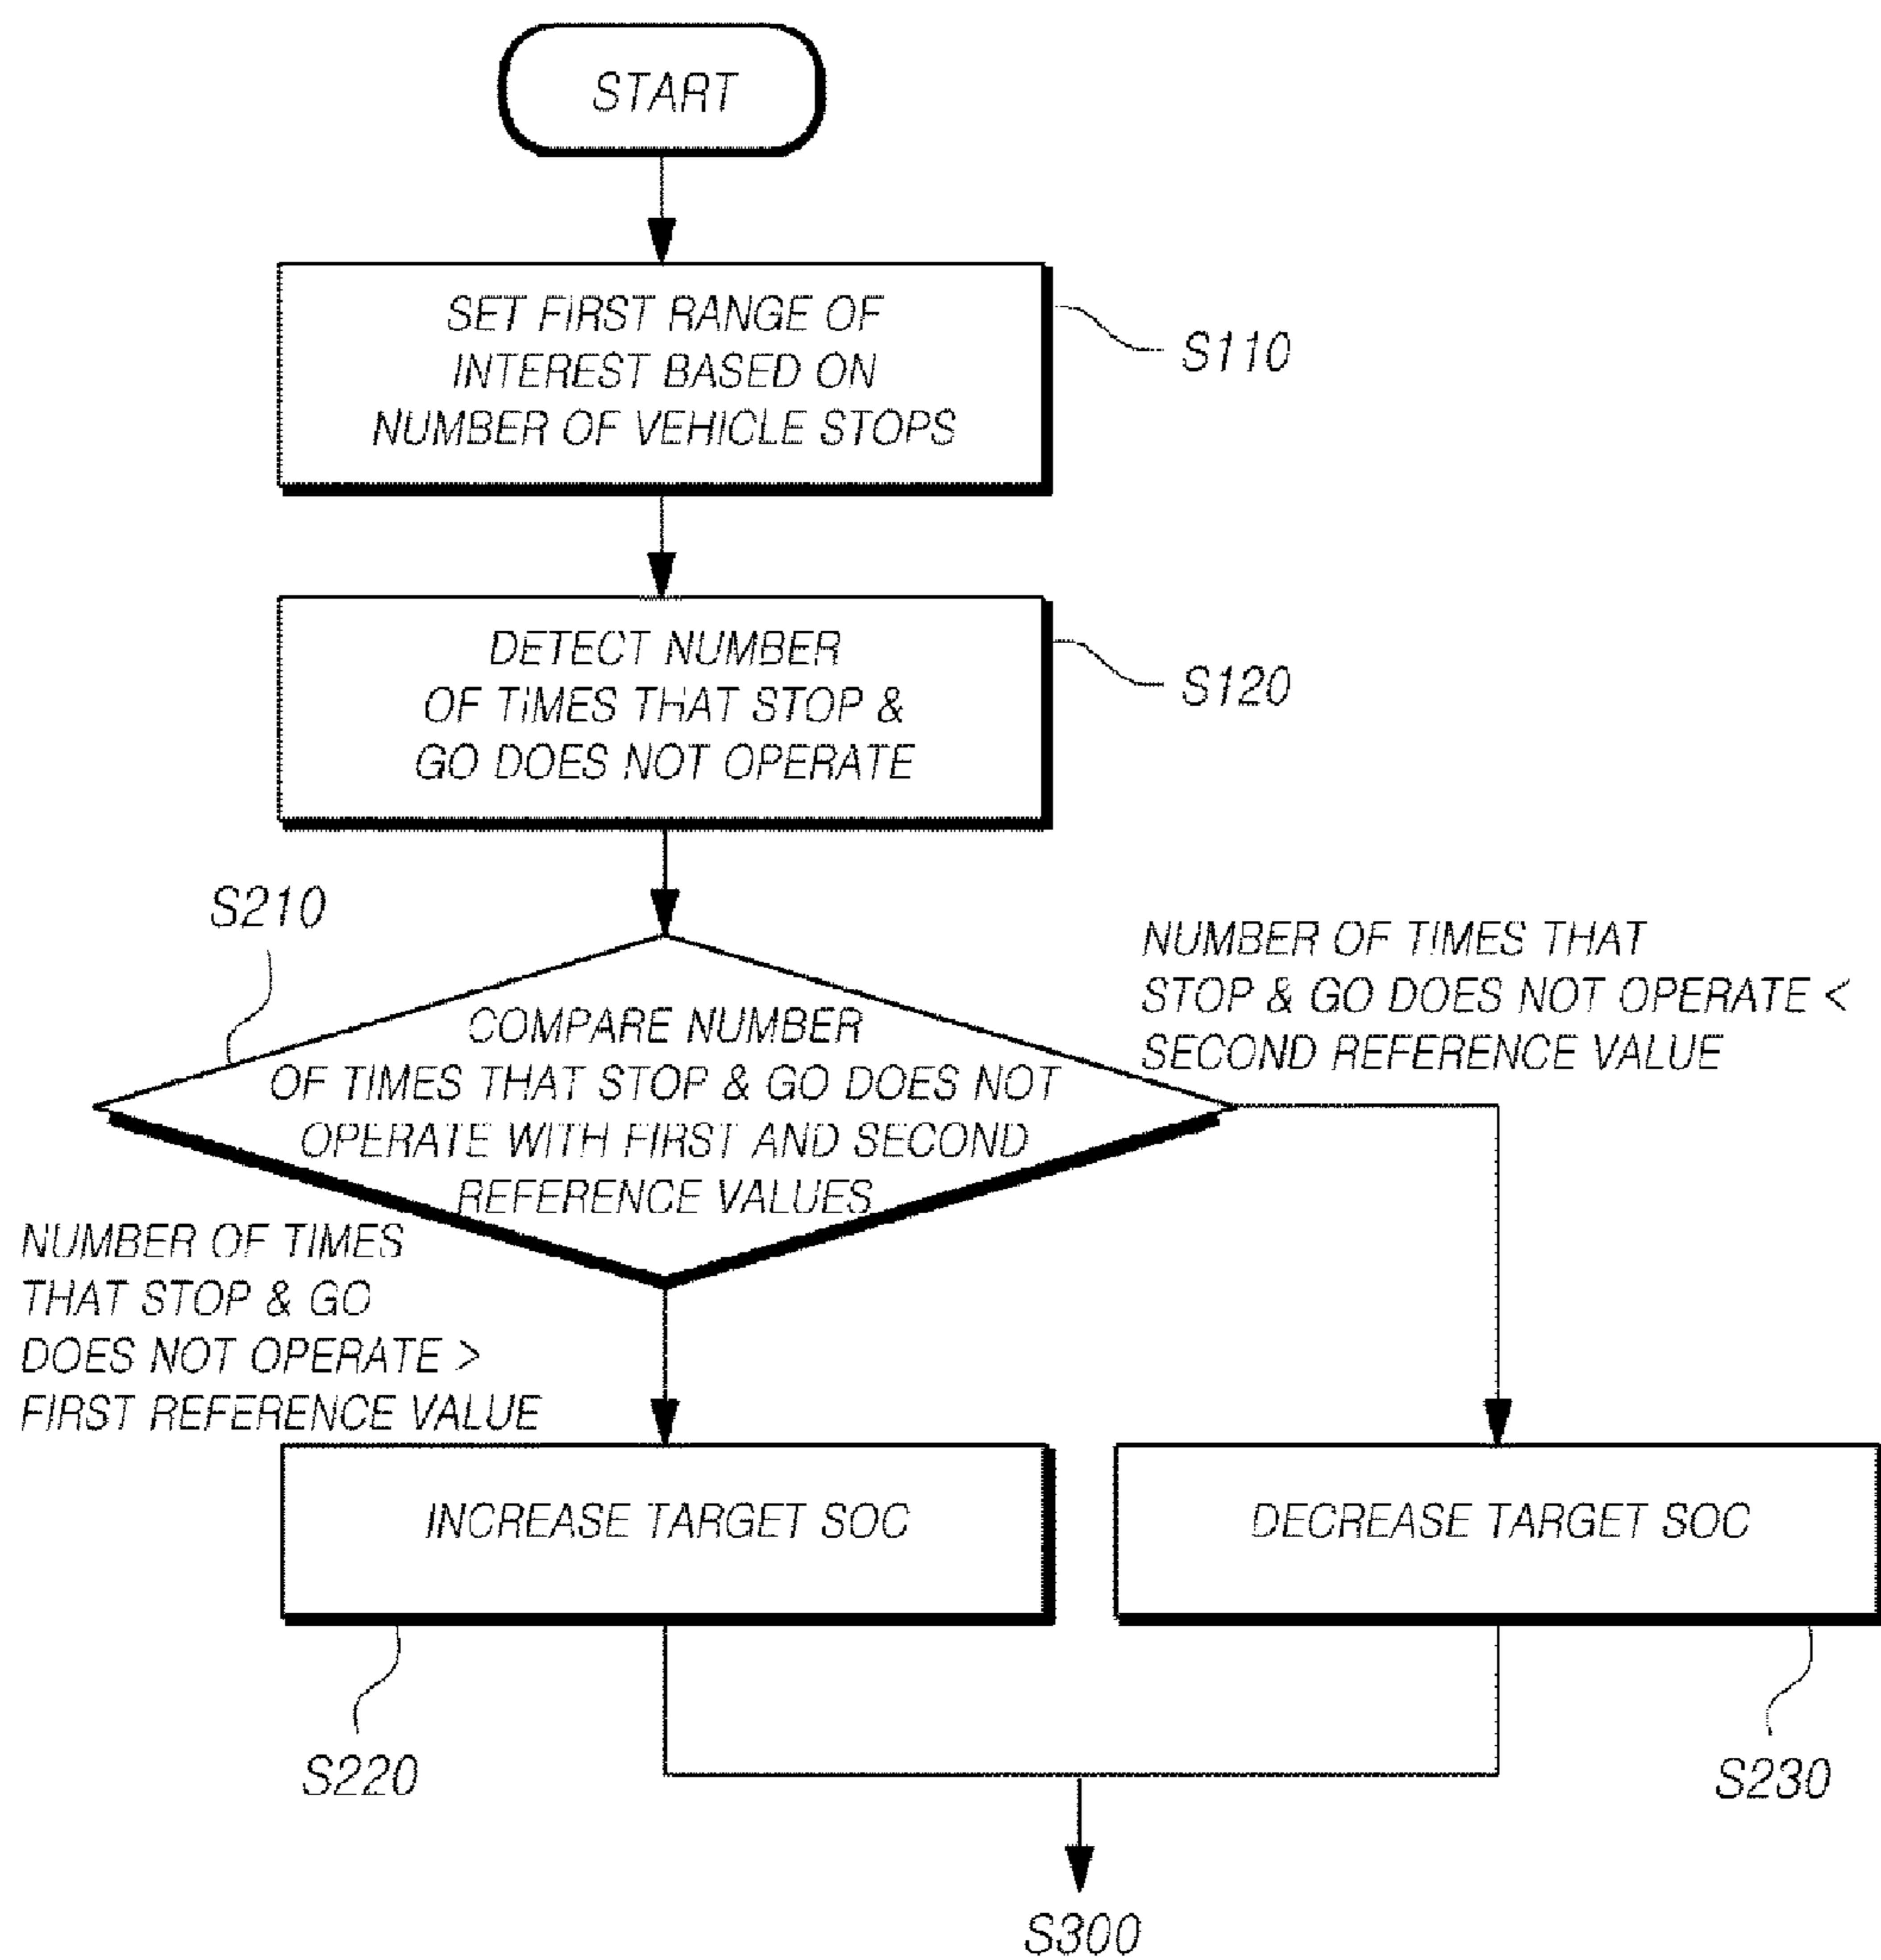 START
SET FIRST RANGE OF
INTEREST BASED ON
NUMBER OF VEHICLE STOPS
S110
DETECT NUMBER
OF TIMES THAT STOP &
GO DOES NOT OPERATE
S120
S210
COMPARE NUMBER
OF TIMES THAT STOP & GO DOES NOT
OPERATE WITH FIRST AND SECOND
REFERENCE VALUES
NUMBER OF TIMES THAT
STOP & GO DOES NOT OPERATE <
SECOND REFERENCE VALUE
NUMBER OF TIMES
THAT STOP & GO
DOES NOT OPERATE >
FIRST REFERENCE VALUE
INCREASE TARGET SOC
DECREASE TARGET SOC
S220
S230
S300